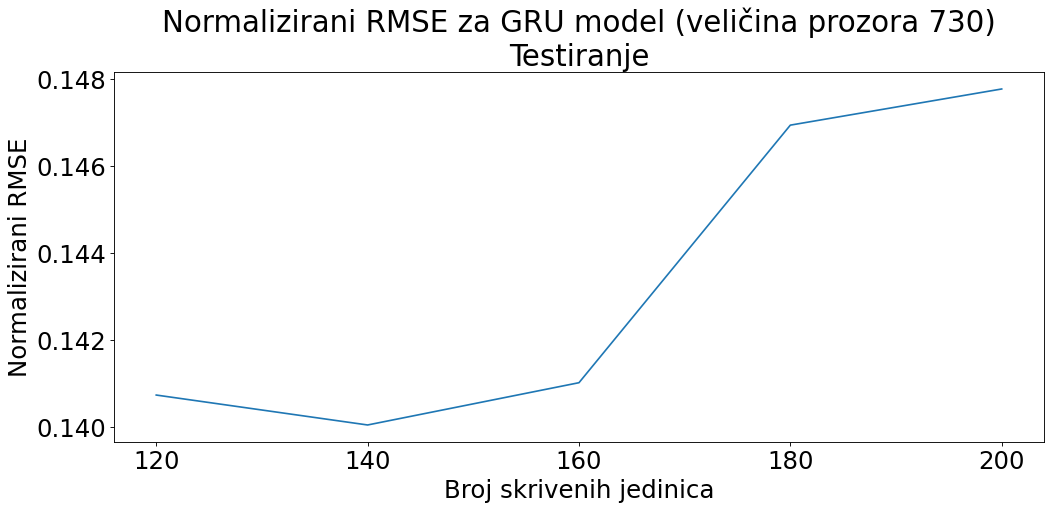 Normalizirani RMSE za GRU model (veličina prozora 730)
Testiranje
Normalizirani RMSE
0.148
0.146
0.144
0.142
0.140
120 140 160 180 200
Broj skrivenih jedinica